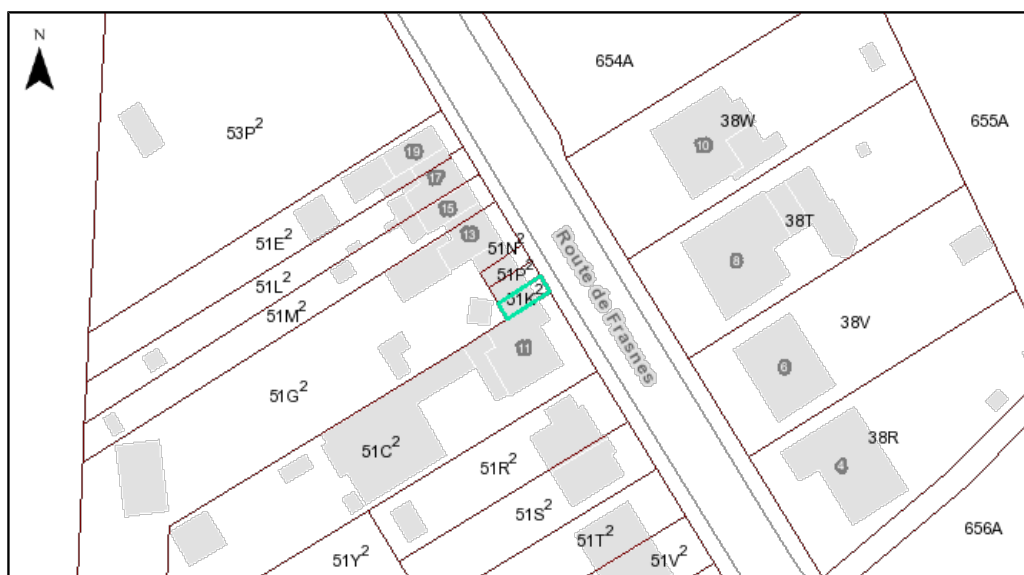 N
654A
38W
10
655A
53P²
19
17
15
13
51E²
51L²
51M²
51N²
51P²
51K²
Route de Frasnes
38T
8
38V
6
11
51G²
51C²
51R²
51S²
51T²
51V²
51Y²
38R
4
656A